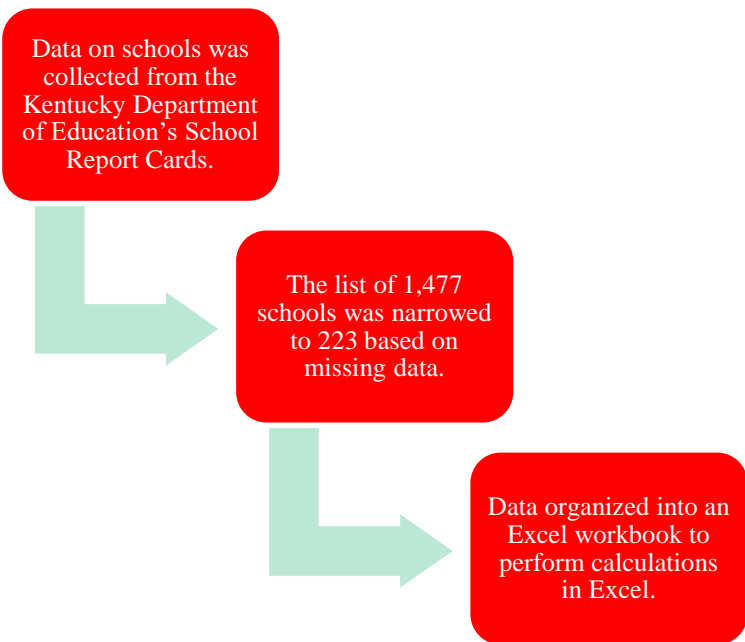 Data on schools was
collected from the
Kentucky Department
of Education’s School
Report Cards.
The list of 1,477
schools was narrowed
to 223 based on
missing data.
Data organized into an
Excel workbook to
perform calculations
in Excel.